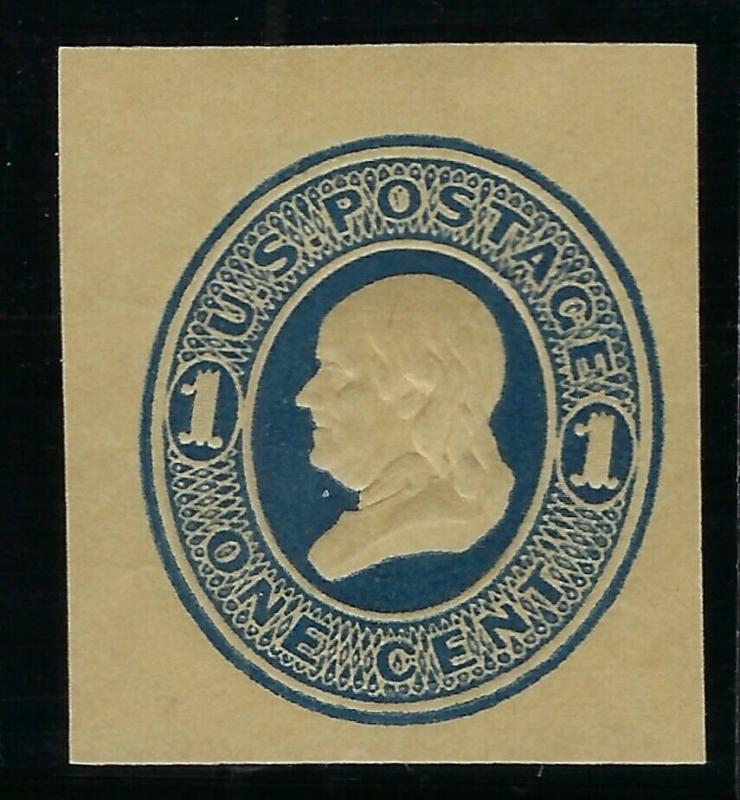 U.S. POSTAGE
1 1
ONE CENT